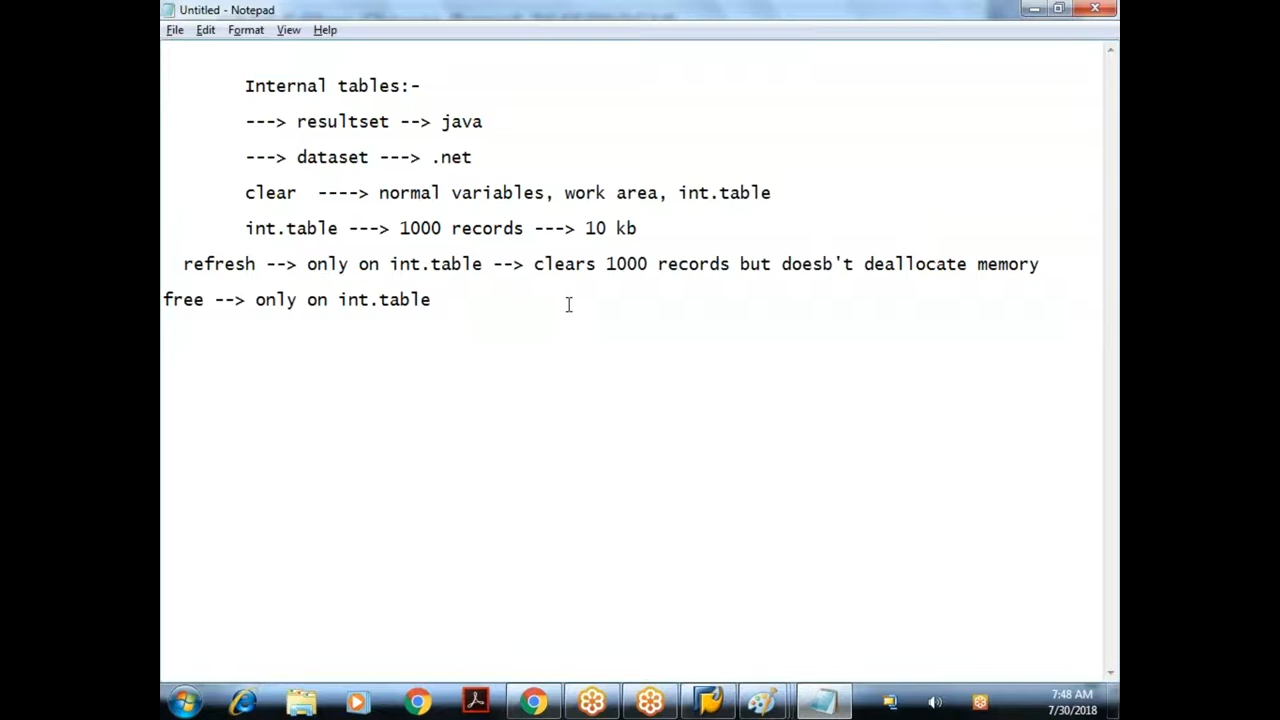 Untitled - Notepad
File Edit Format View Help
Internal tables:-
---> resultset --> java
---> dataset ---> .net
clear ----> normal variables, work area, int.table
int.table ---> 1000 records ---> 10 kb
refresh --> only on int.table --> clears 1000 records but doesb't deallocate memory
free --> only on int.table
7:48 AM
7/30/2018